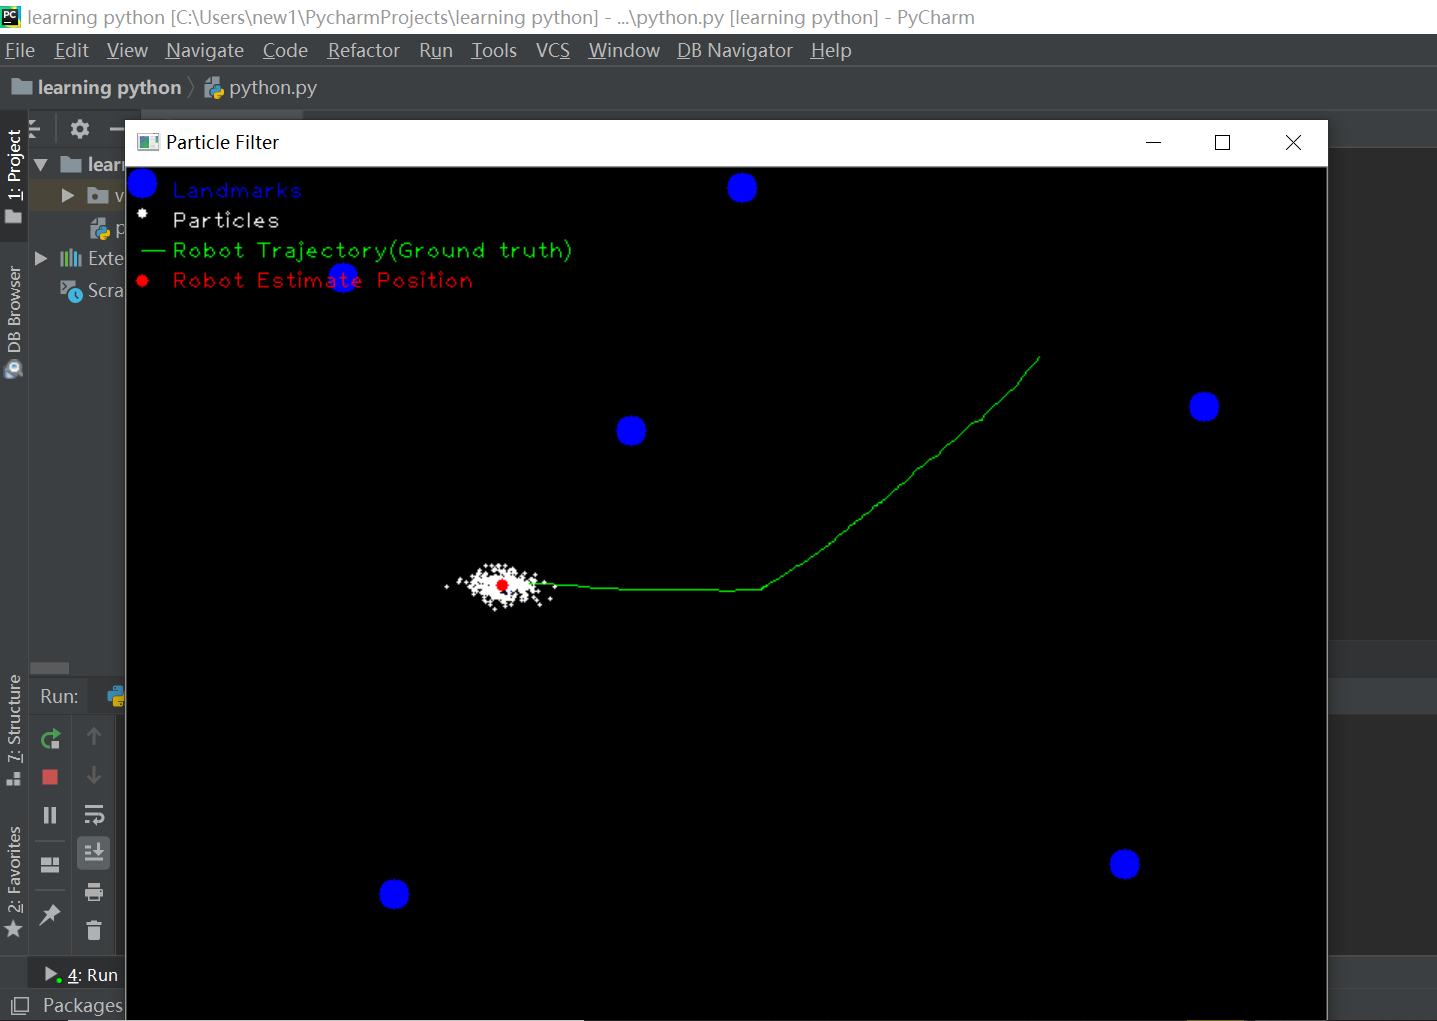 PC learning python [C:\Users\new1\PycharmProjects\learning python] - ...\python.py [learning python] - PyCharm
File Edit View Navigate Code Refactor Run Tools VCS Window DB Navigator Help
learning python python.py
1: Project
DB Browser
7: Structure
2: Favorites
lear
v
p
Exte
Scra
Particle Filter
Landmarks
Particles
Robot Trajectory(Ground truth)
Robot Estimate Position
Run:
4: Run
Packages